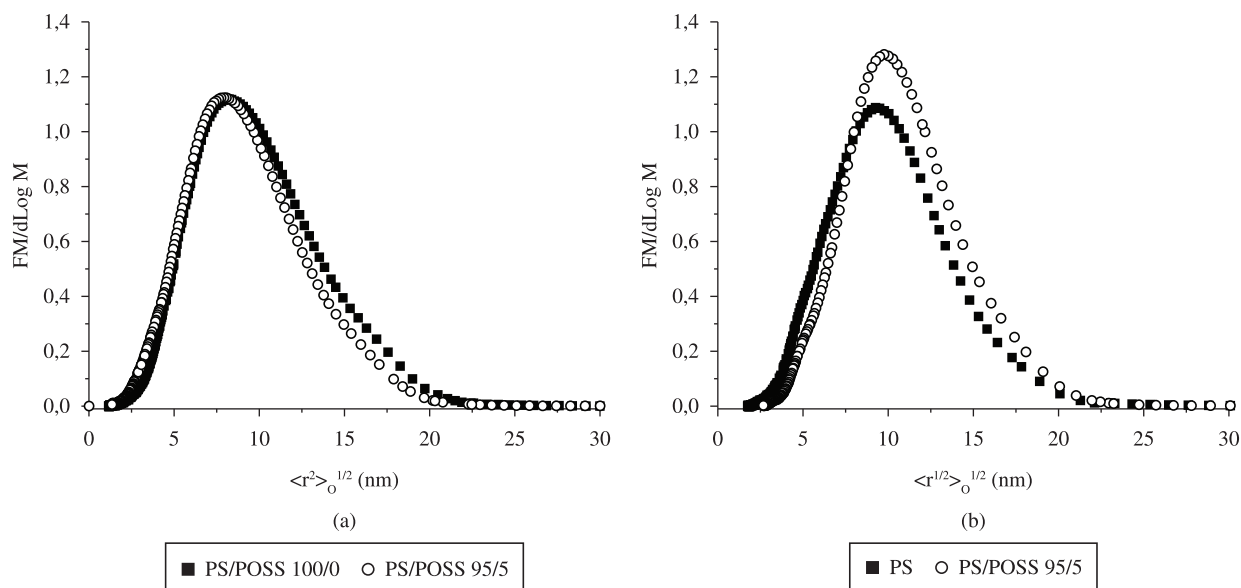 1,4
1,2
1,0
0,8
0,6
0,4
0,2
0,0
FM/dLog M
0 5 10 15 20 25 30
<r²>_O^1/2 (nm)
(a)
■ PS/POSS 100/0 ○ PS/POSS 95/5
1,4
1,2
1,0
0,8
0,6
0,4
0,2
0,0
FM/dLog M
0 5 10 15 20 25 30
<r^1/2>_O^1/2 (nm)
(b)
■ PS ○ PS/POSS 95/5